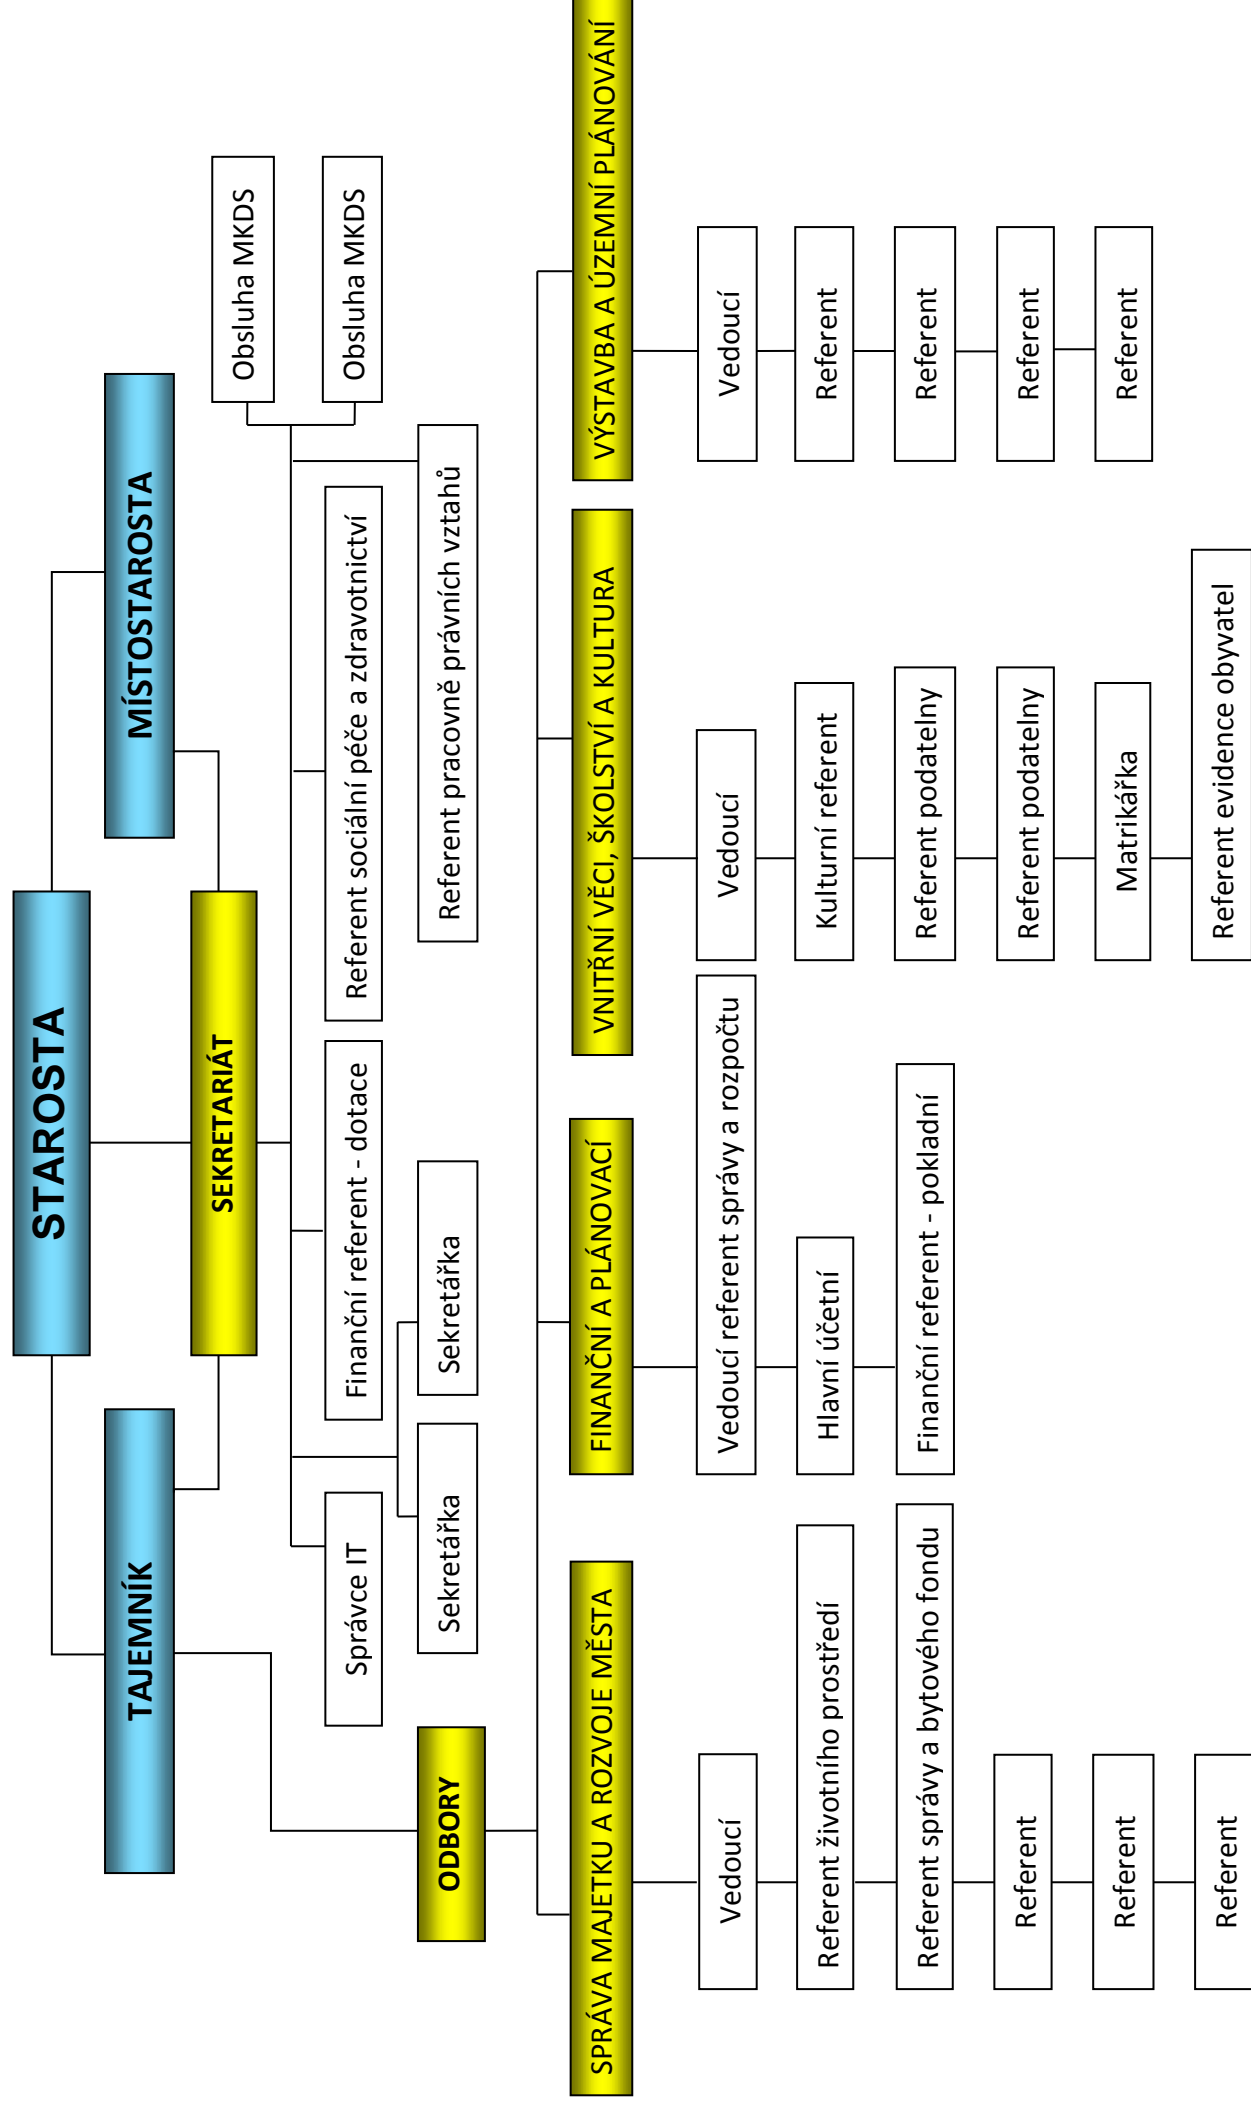 STAROSTA
TAJEMNÍK
MÍSTOSTAROSTA
SEKRETARIÁT
Obsluha MKDS
Obsluha MKDS
Správce IT
Finanční referent - dotace
Referent sociální péče a zdravotnictví
Sekretářka
Sekretářka
Referent pracovně právních vztahů
ODBORY
SPRÁVA MAJETKU A ROZVOJE MĚSTA
FINANČNÍ A PLÁNOVACÍ
VNITŘNÍ VĚCI, ŠKOLSTVÍ A KULTURA
VÝSTAVBA A ÚZEMNÍ PLÁNOVÁNÍ
Vedoucí
Referent životního prostředí
Referent správy a bytového fondu
Referent
Referent
Referent
Vedoucí referent správy a rozpočtu
Hlavní účetní
Finanční referent - pokladní
Vedoucí
Kulturní referent
Referent podatelny
Referent podatelny
Matrikářka
Referent evidence obyvatel
Vedoucí
Referent
Referent
Referent
Referent